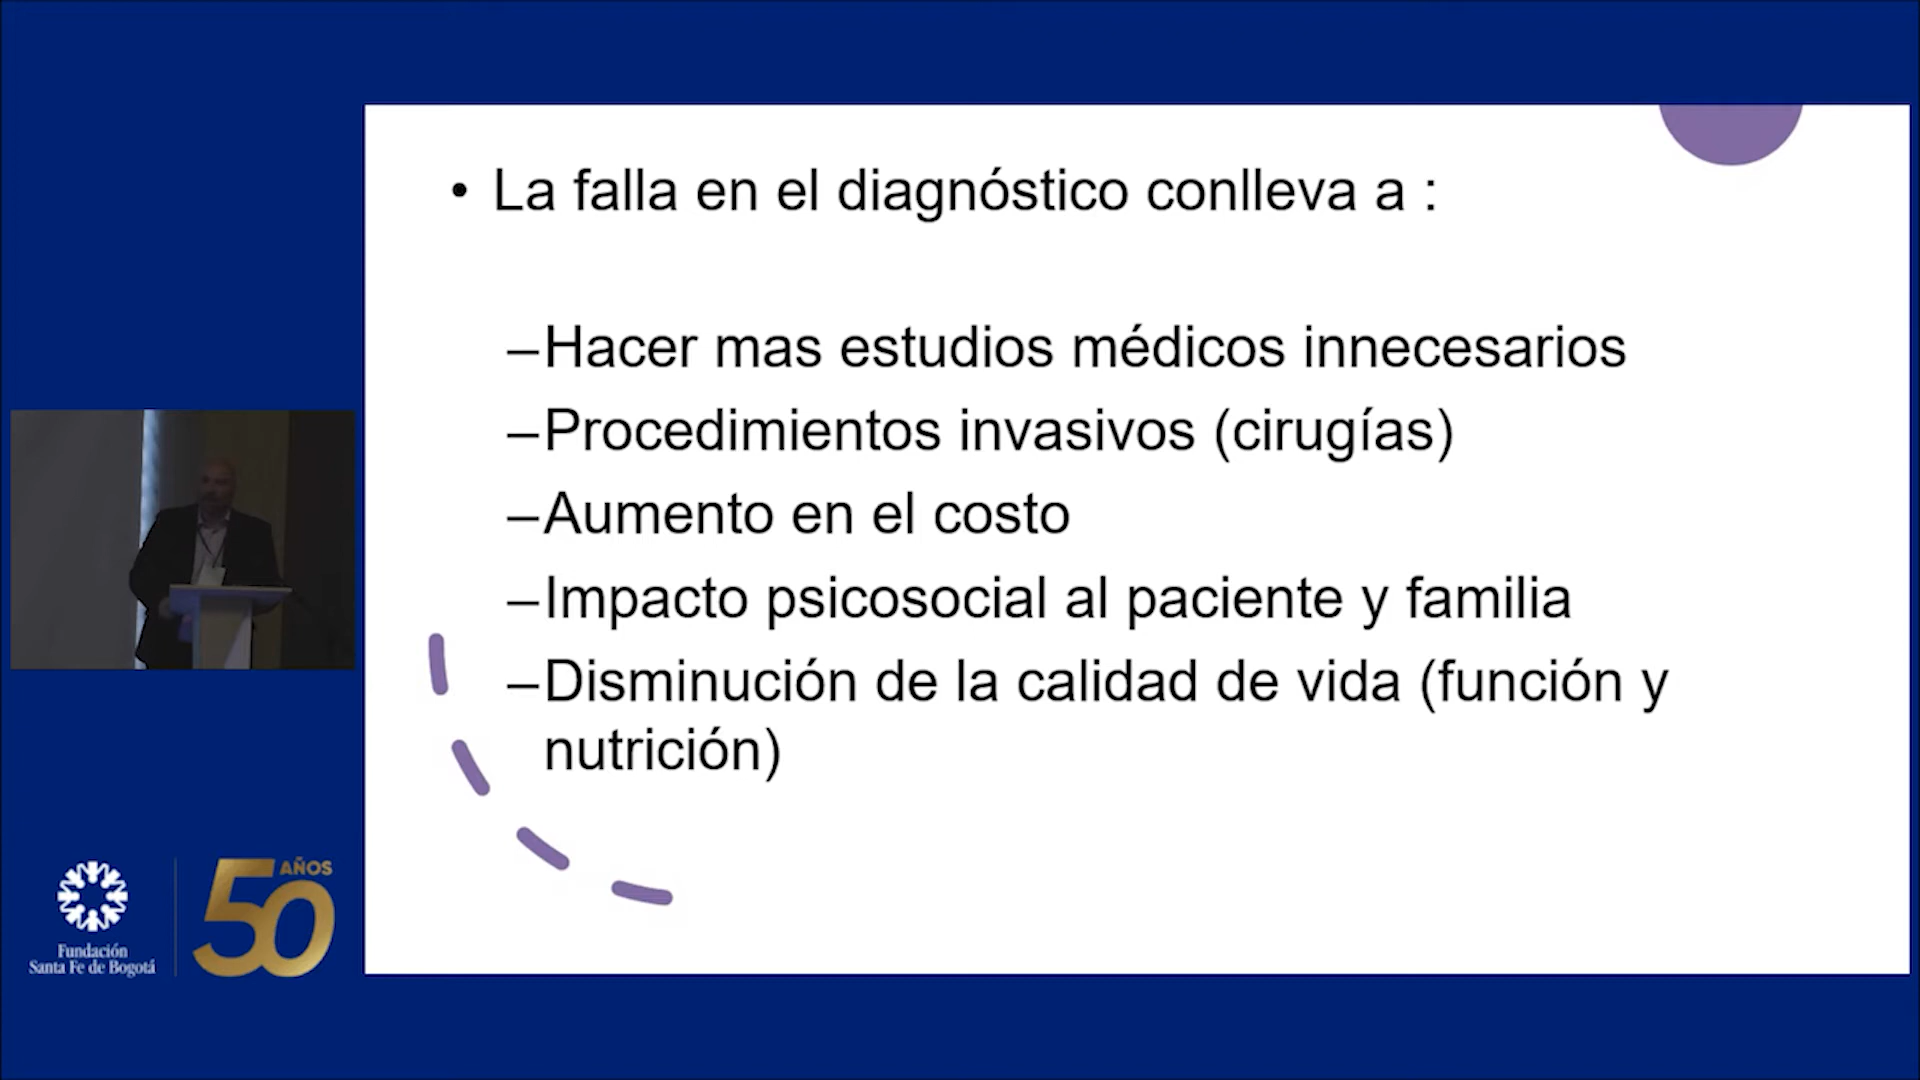 • La falla en el diagnóstico conlleva a :
–Hacer mas estudios médicos innecesarios
–Procedimientos invasivos (cirugías)
–Aumento en el costo
–Impacto psicosocial al paciente y familia
–Disminución de la calidad de vida (función y
nutrición)
Fundación
Santa Fe de Bogotá
50 AÑOS